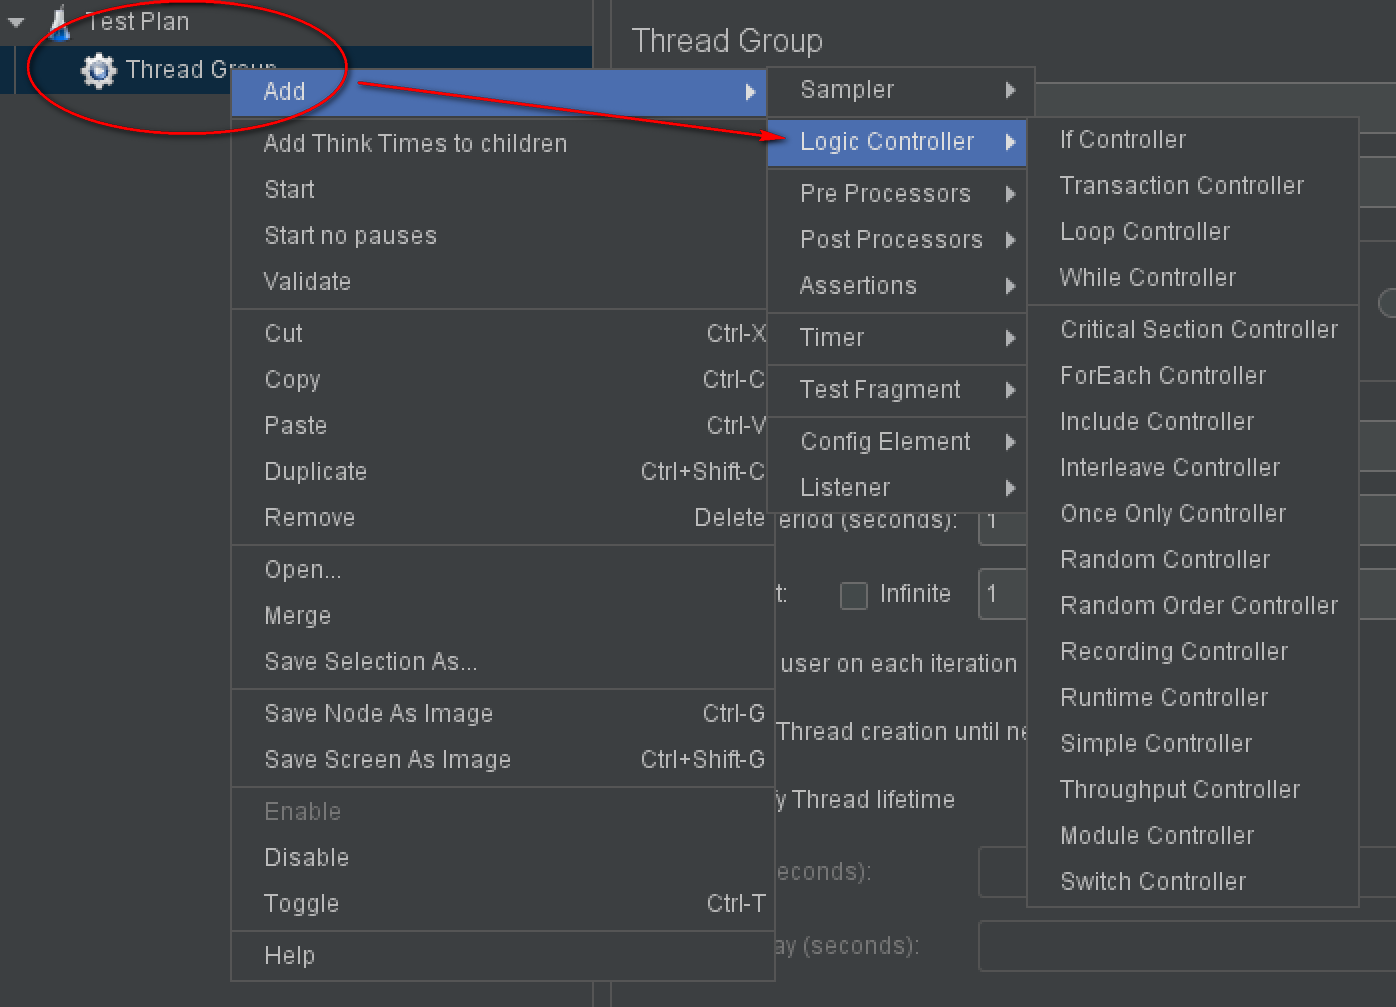 Test Plan
Thread Group
Thread Group
Add
Add Think Times to children
Start
Start no pauses
Validate
Cut Ctrl-X
Copy Ctrl-C
Paste Ctrl-V
Duplicate Ctrl+Shift-C
Remove Delete
Open...
Merge
Save Selection As...
Save Node As Image Ctrl-G
Save Screen As Image Ctrl+Shift-G
Enable
Disable
Toggle Ctrl-T
Help
Sampler
Logic Controller
Pre Processors
Post Processors
Assertions
Timer
Test Fragment
Config Element
Listener
If Controller
Transaction Controller
Loop Controller
While Controller
Critical Section Controller
ForEach Controller
Include Controller
Interleave Controller
Once Only Controller
Random Controller
Random Order Controller
Recording Controller
Runtime Controller
Simple Controller
Throughput Controller
Module Controller
Switch Controller
eriod (seconds): 1
t: Infinite 1
user on each iteration
Thread creation until ne
y Thread lifetime
econds):
ay (seconds):